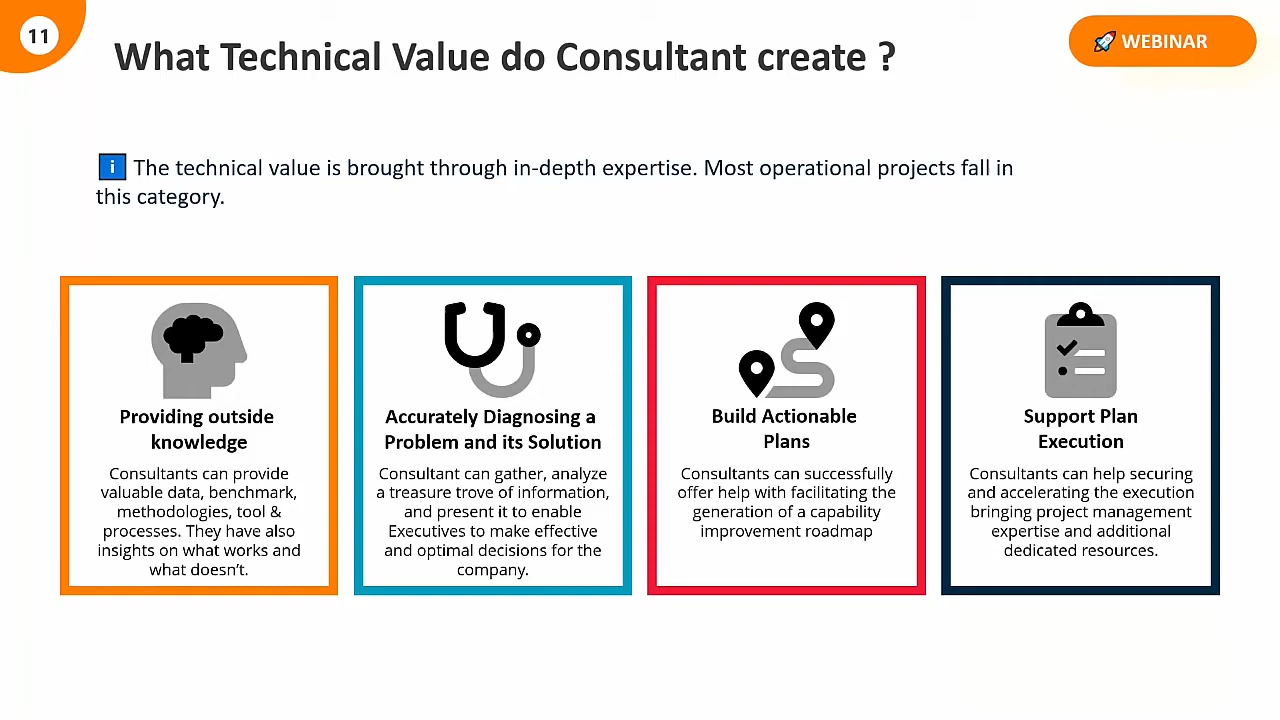 11
What Technical Value do Consultant create ?
🚀 WEBINAR
ℹ The technical value is brought through in-depth expertise. Most operational projects fall in
this category.
Providing outside
knowledge
Consultants can provide
valuable data, benchmark,
methodologies, tool &
processes. They have also
insights on what works and
what doesn’t.
Accurately Diagnosing a
Problem and its Solution
Consultant can gather, analyze
a treasure trove of information,
and present it to enable
Executives to make effective
and optimal decisions for the
company.
Build Actionable
Plans
Consultants can successfully
offer help with facilitating the
generation of a capability
improvement roadmap
Support Plan
Execution
Consultants can help securing
and accelerating the execution
bringing project management
expertise and additional
dedicated resources.